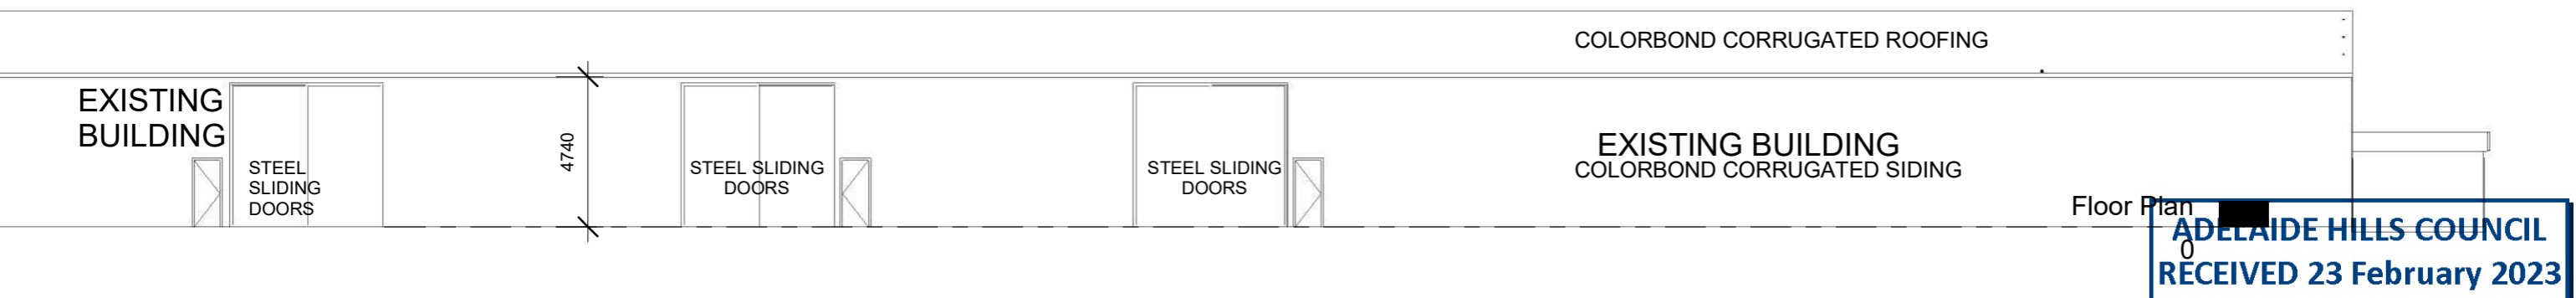 COLORBOND CORRUGATED ROOFING
EXISTING
BUILDING
STEEL
SLIDING
DOORS
4740
STEEL SLIDING
DOORS
STEEL SLIDING
DOORS
EXISTING BUILDING
COLORBOND CORRUGATED SIDING
Floor Plan
0
ADELAIDE HILLS COUNCIL
RECEIVED 23 February 2023